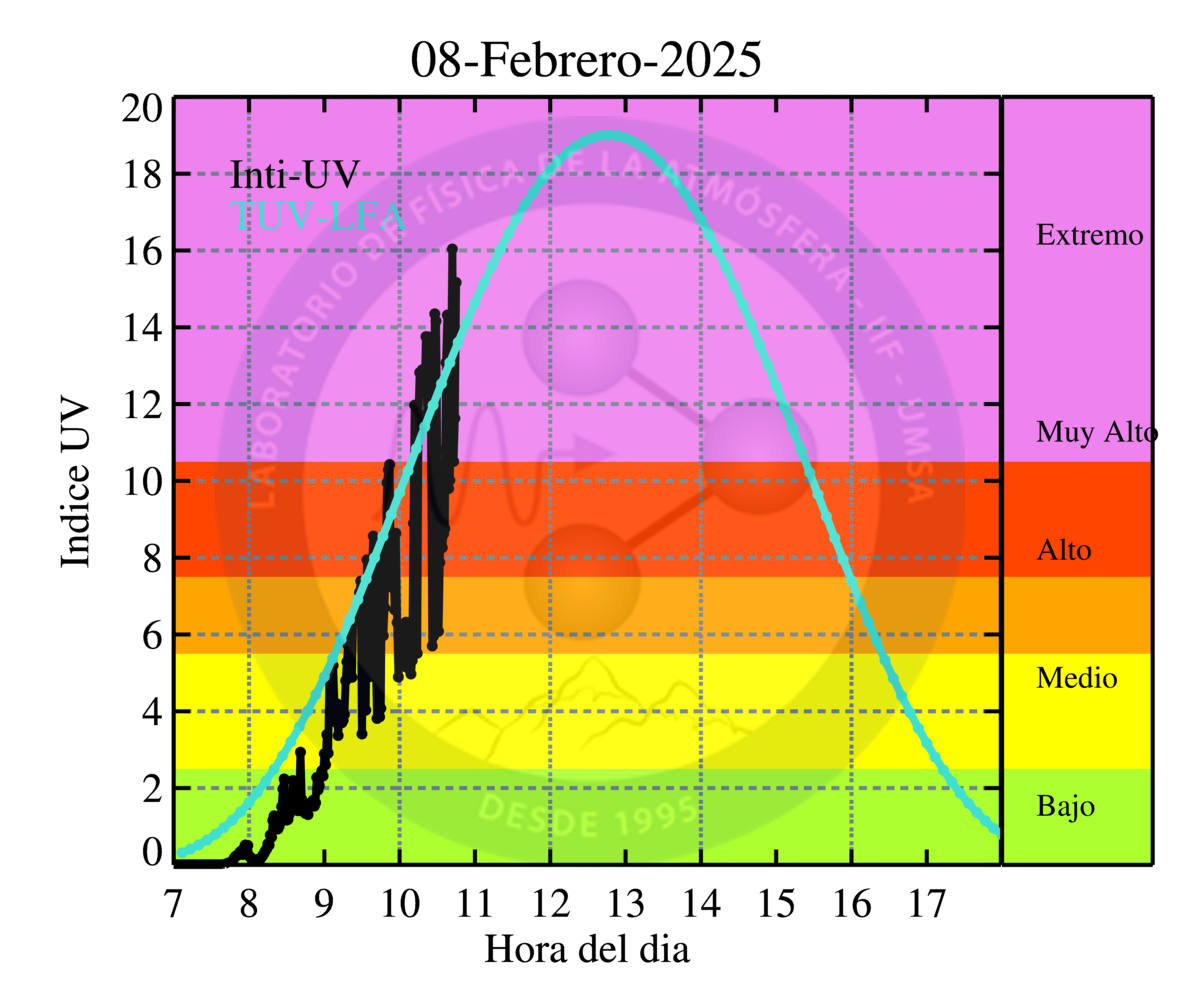 08-Febrero-2025
20
18
16
14
12
10
8
6
4
2
0
Indice UV
Inti-UV
TUV-LFA
LABORATORIO DE FÍSICA DE LA ATMÓSFERA - IIF - UMSA
DESDE 1995
Extremo
Muy Alto
Alto
Medio
Bajo
7 8 9 10 11 12 13 14 15 16 17
Hora del dia